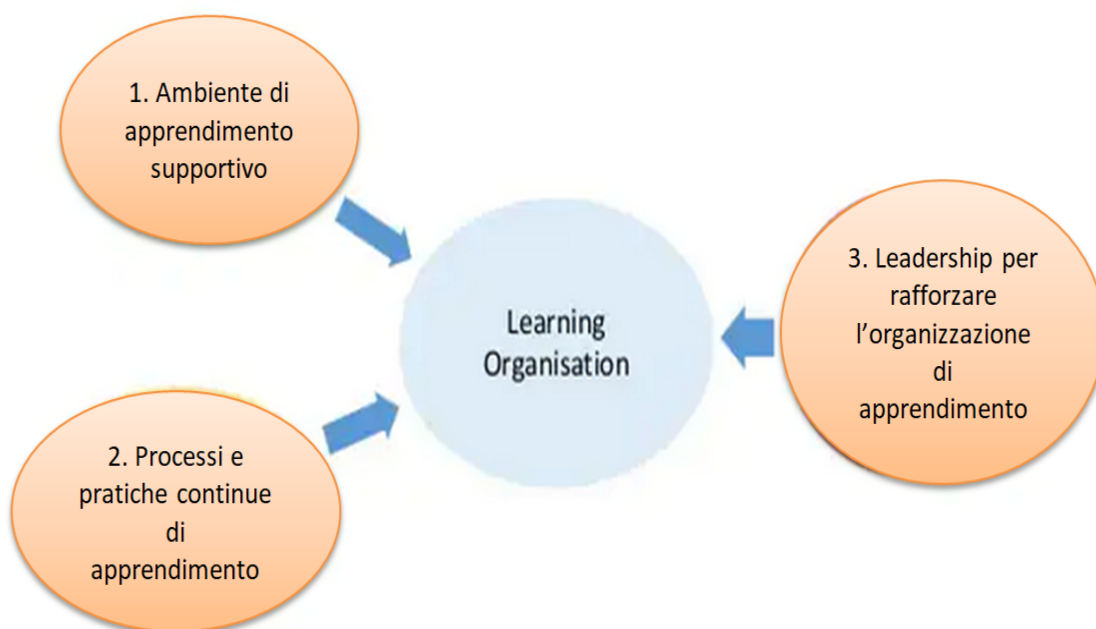 1. Ambiente di
apprendimento
supportivo
Learning
Organisation
3. Leadership per
rafforzare
l'organizzazione
di
apprendimento
2. Processi e
pratiche continue
di
apprendimento